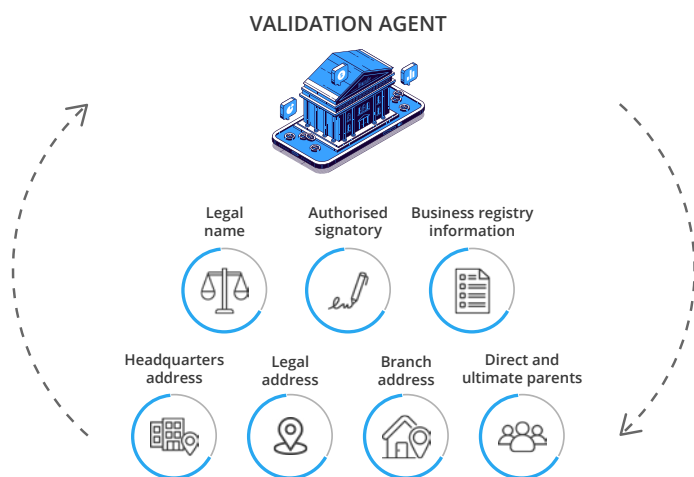 VALIDATION AGENT
Legal
name
Authorised
signatory
Business registry
information
Headquarters
address
Legal
address
Branch
address
Direct and
ultimate parents